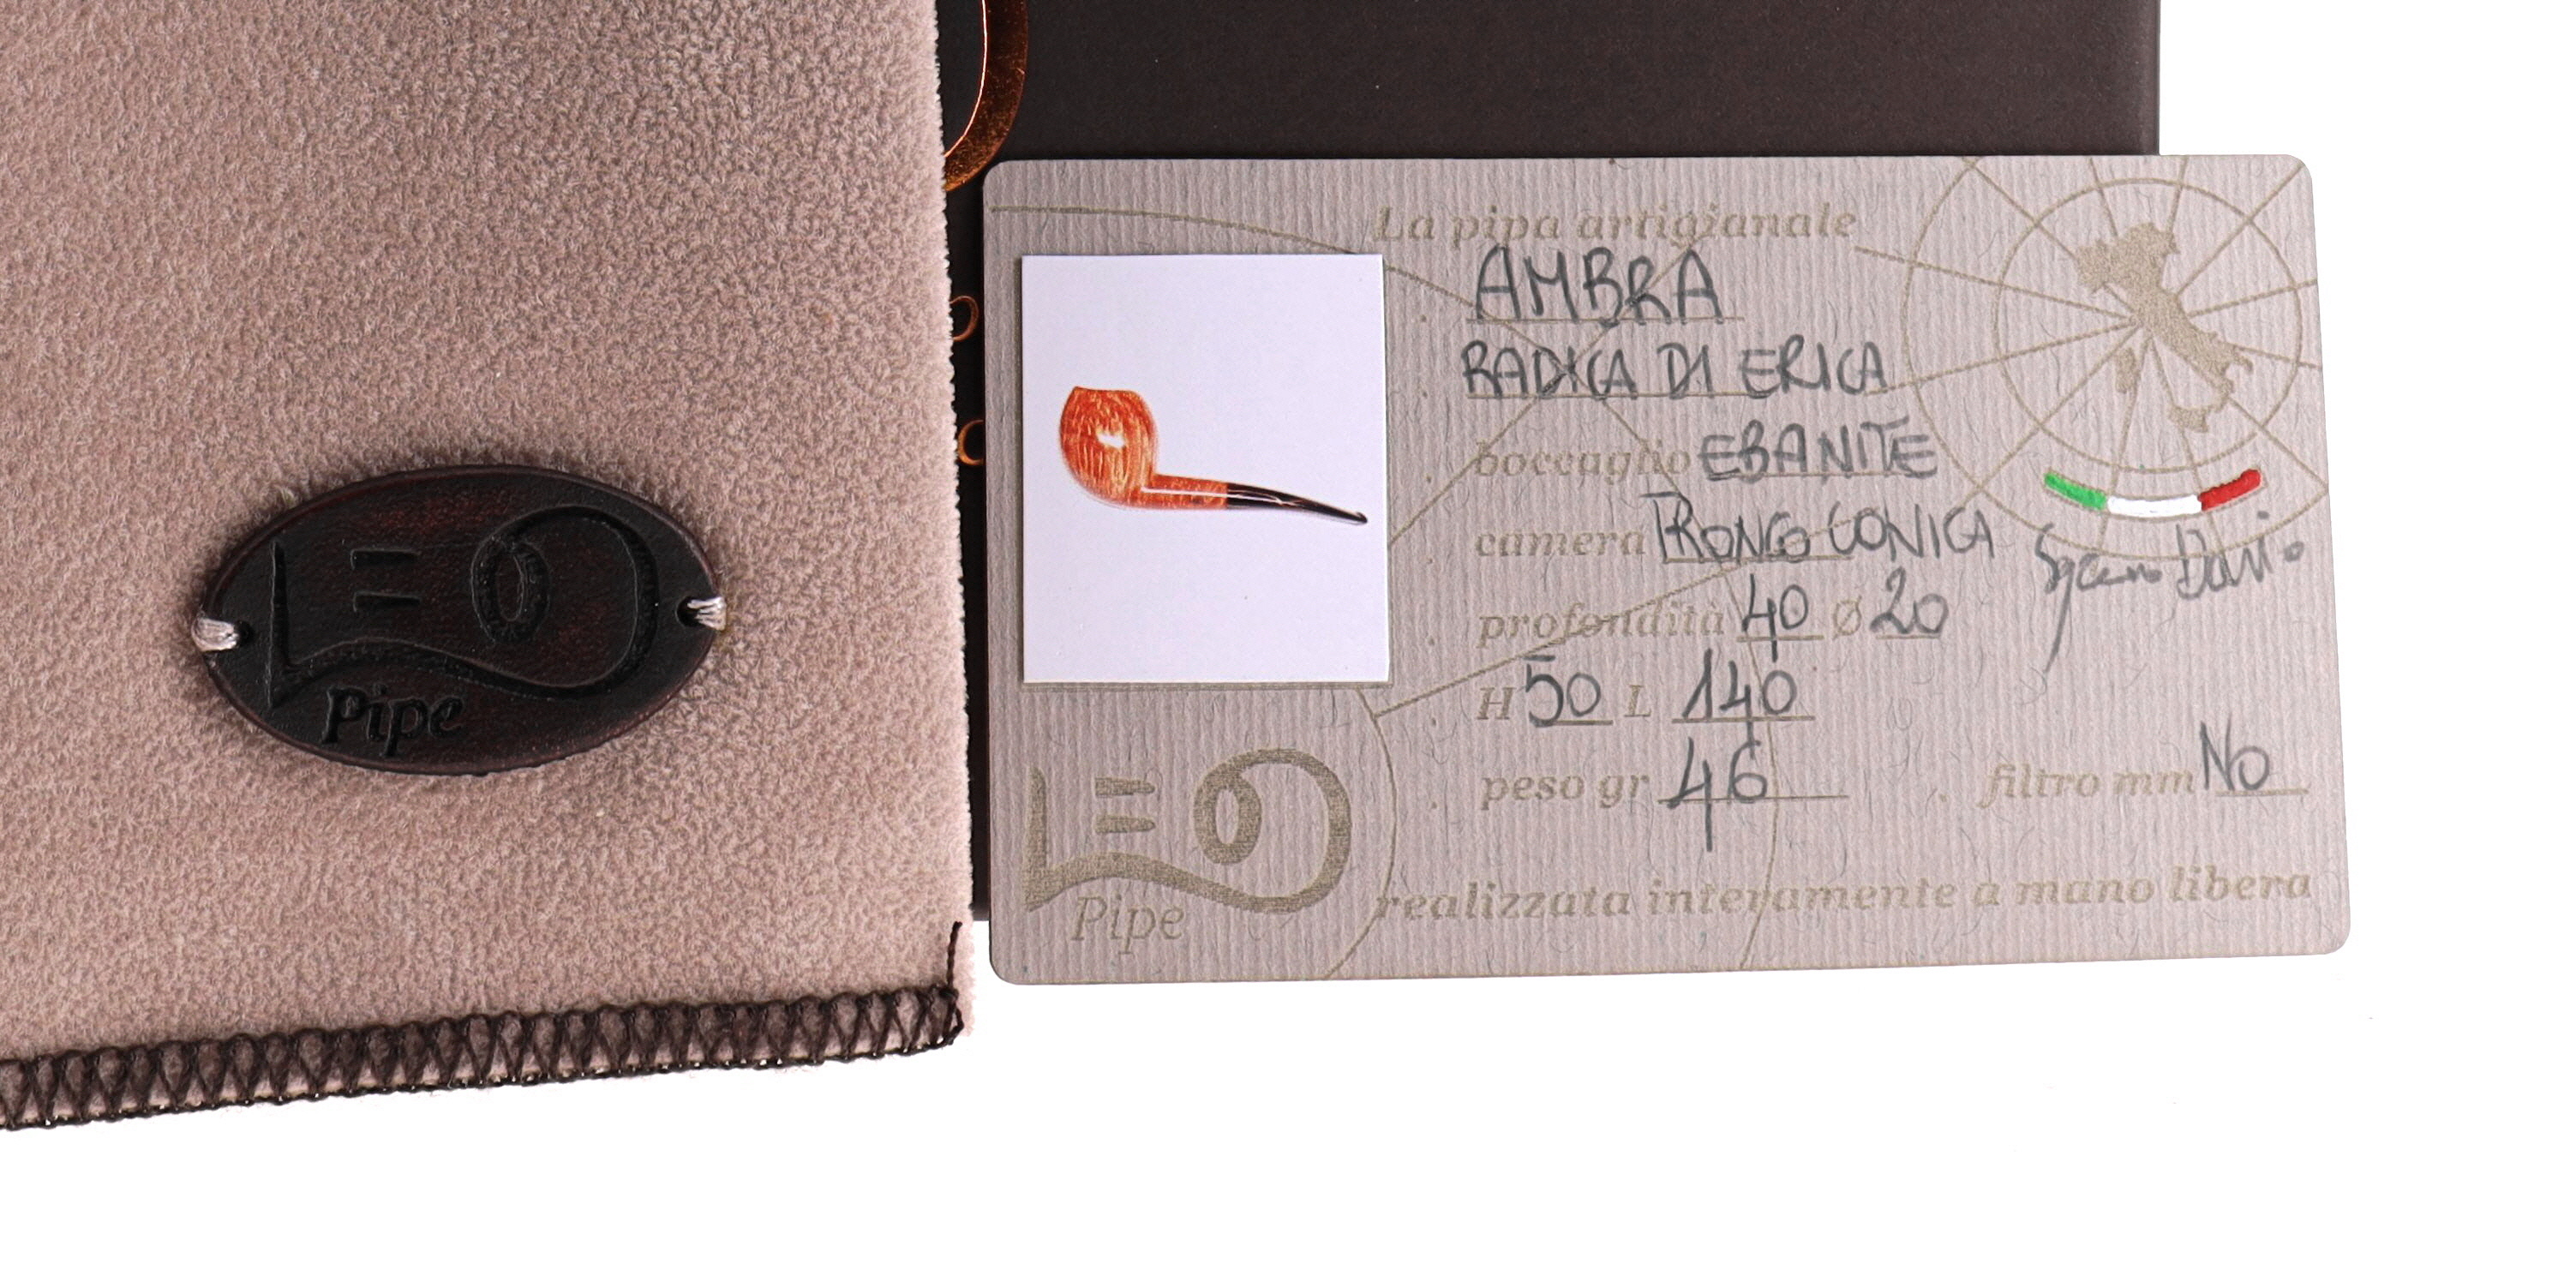 LEO
Pipe
La pipa artigianale
AMBRA
RADICA DI ERICA
boccaglio EBANITE
camera TRONCO CONICA
profondità 40 Ø 20
H 50 L 140
peso gr 46
filtro mm No
LEO
Pipe
realizzata interamente a mano libera